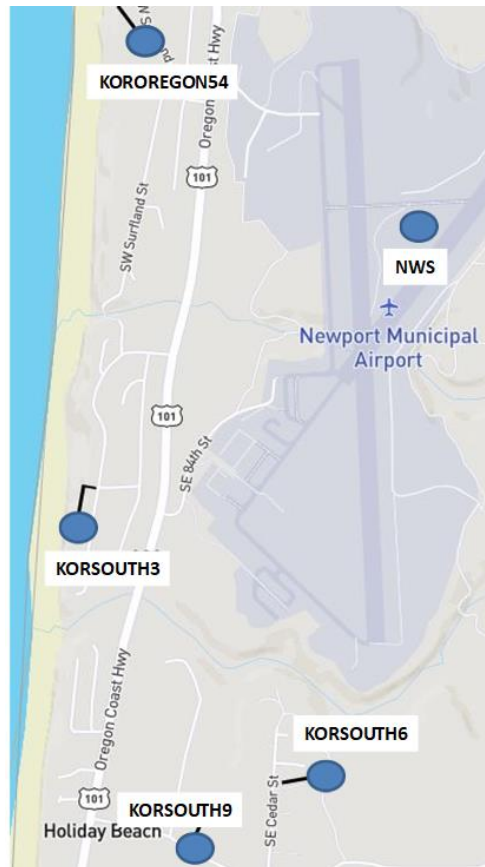 KOROREGON54
Oregon Coast Hwy
101
SW Surfland St
NWS
Newport Municipal
Airport
101
SE 84th St
KORSOUTH3
Oregon Coast Hwy
KORSOUTH6
SE Cedar St
101
KORSOUTH9
Holiday Beach